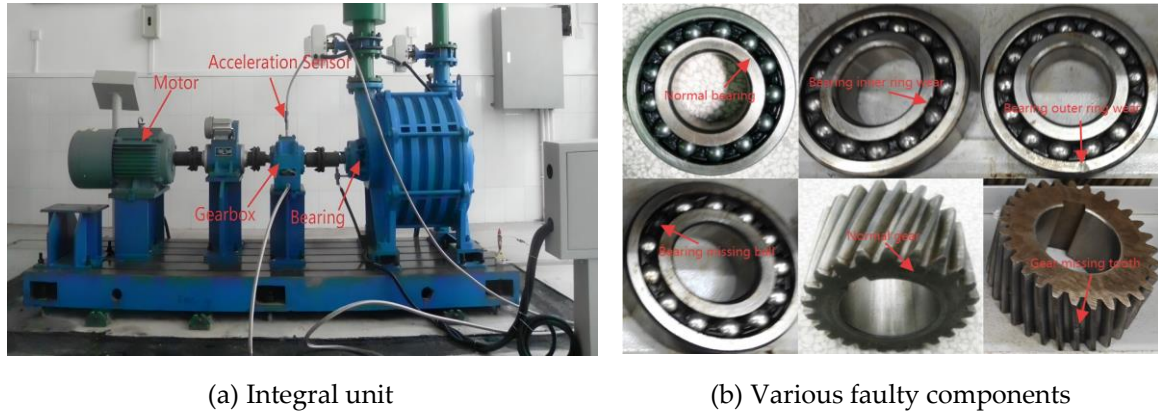 Acceleration Sensor
Motor
Gearbox
Bearing
Normal bearing
Bearing inner ring wear
Bearing outer ring wear
Bearing missing ball
Normal gear
Gear missing tooth
(a) Integral unit
(b) Various faulty components